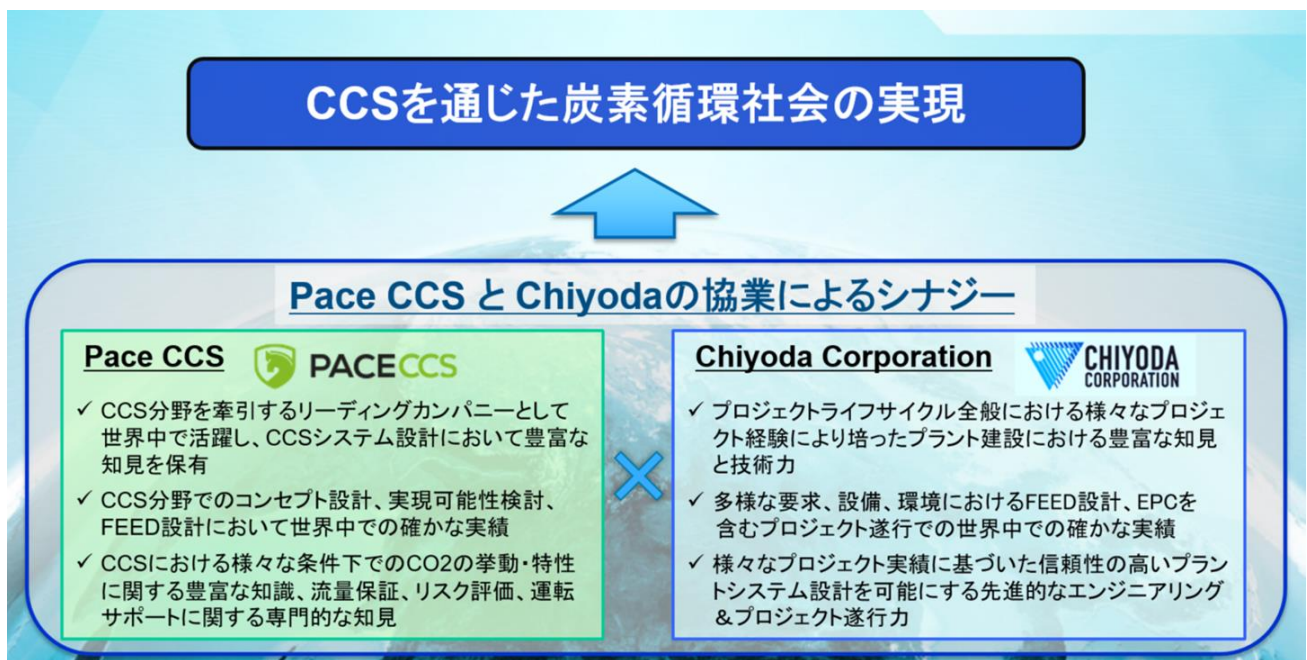 CCSを通じた炭素循環社会の実現
Pace CCS と Chiyodaの協業によるシナジー
Pace CCS
PACECCS
✓ CCS分野を牽引するリーディングカンパニーとして
世界中で活躍し、CCSシステム設計において豊富な
知見を保有
✓ CCS分野でのコンセプト設計、実現可能性検討、
FEED設計において世界中での確かな実績
✓ CCSにおける様々な条件下でのCO2の挙動・特性
に関する豊富な知識、流量保証、リスク評価、運転
サポートに関する専門的な知見
×
Chiyoda Corporation
CHIYODA
CORPORATION
✓ プロジェクトライフサイクル全般における様々なプロジェ
クト経験により培ったプラント建設における豊富な知見
と技術力
✓ 多様な要求、設備、環境におけるFEED設計、EPCを
含むプロジェクト遂行での世界中での確かな実績
✓ 様々なプロジェクト実績に基づいた信頼性の高いプラン
トシステム設計を可能にする先進的なエンジニアリング
＆プロジェクト遂行力